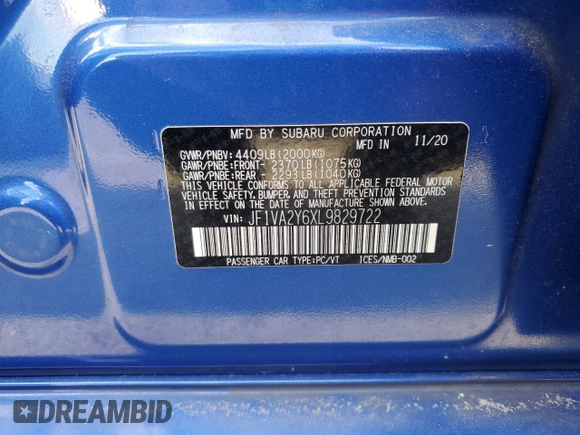 MFD BY SUBARU CORPORATION
GVWR/PNBV: 4409LB(2000KG) MFD IN 11/20
GAWR/PNBE:FRONT- 2370LB(1075KG)
GAWR/PNBE:REAR - 2293LB(1040KG)
THIS VEHICLE CONFORMS TO ALL APPLICABLE FEDERAL MOTOR
VEHICLE SAFETY, BUMPER, AND THEFT PREVENTION STANDARDS
IN EFFECT ON THE DATE OF MANUFACTURE SHOWN ABOVE.
VIN: JF1VA2Y6XL9829722
PASSENGER CAR TYPE:PC/VT ICES/NMB-002
DREAMBID